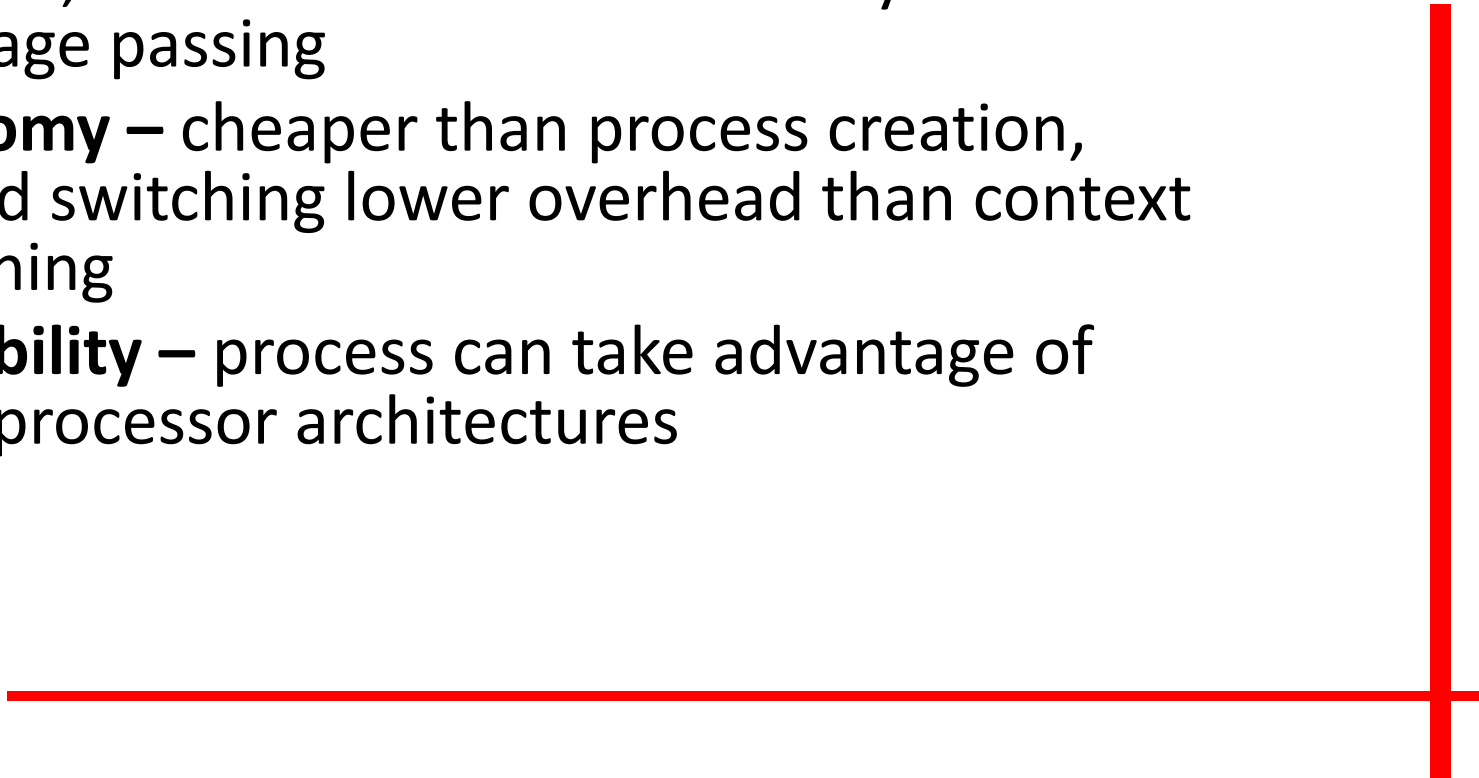 age passing
omy – cheaper than process creation,
d switching lower overhead than context
hing
bility – process can take advantage of
processor architectures